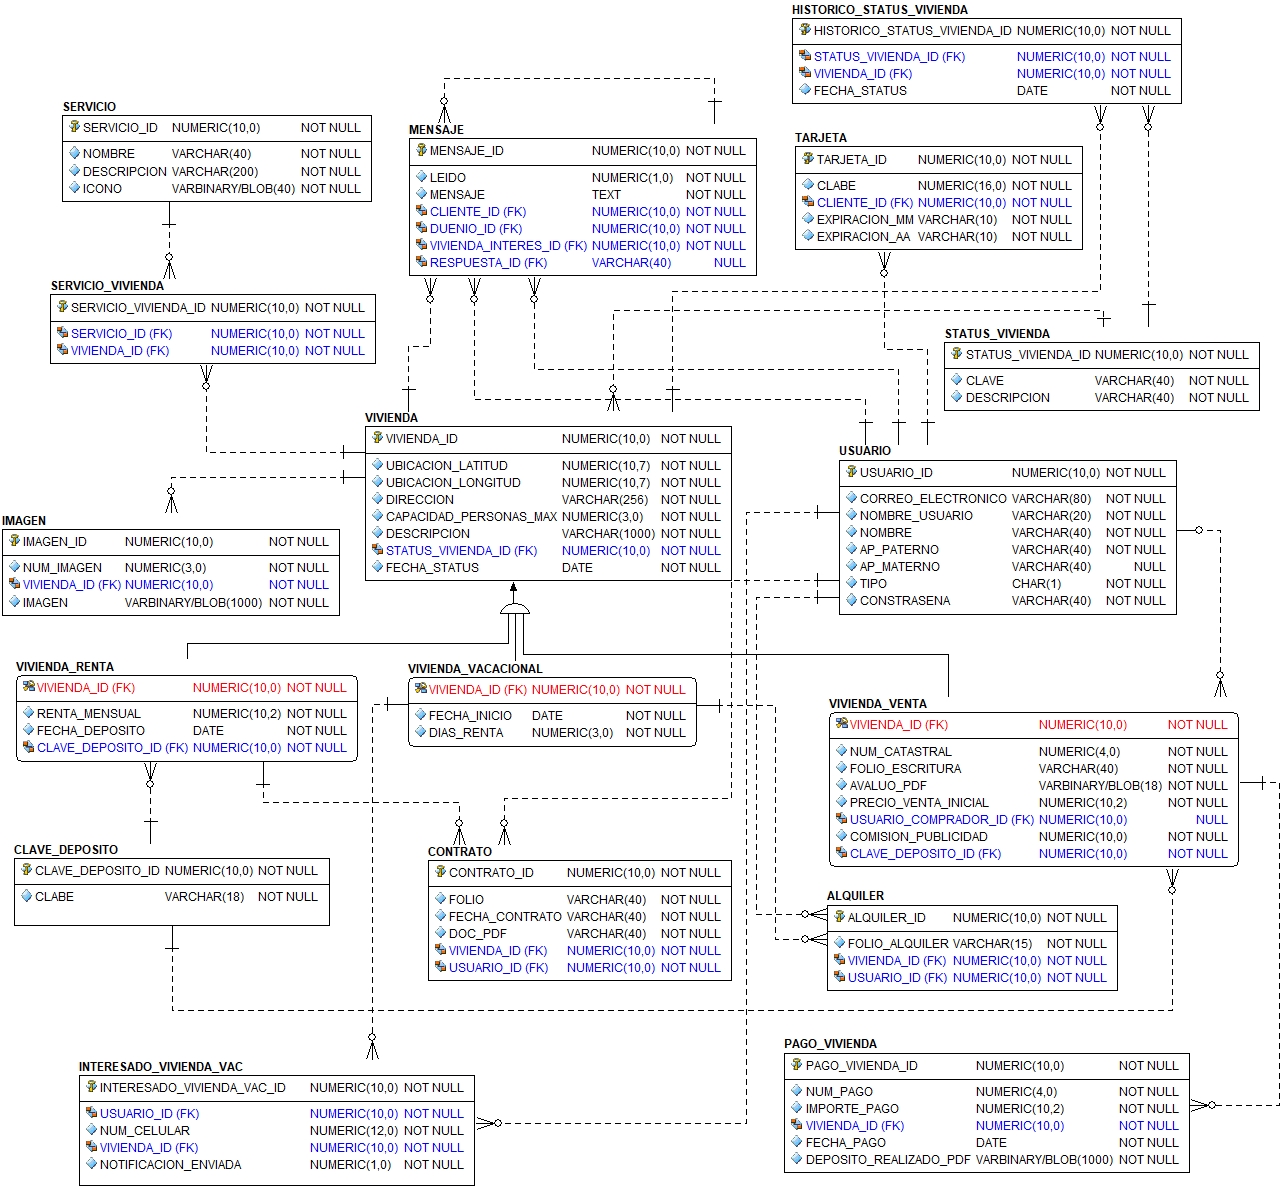 HISTORICO_STATUS_VIVIENDA
HISTORICO_STATUS_VIVIENDA_ID NUMERIC(10,0) NOT NULL
STATUS_VIVIENDA_ID (FK) NUMERIC(10,0) NOT NULL
VIVIENDA_ID (FK) NUMERIC(10,0) NOT NULL
FECHA_STATUS DATE NOT NULL
SERVICIO
SERVICIO_ID NUMERIC(10,0) NOT NULL
NOMBRE VARCHAR(40) NOT NULL
DESCRIPCION VARCHAR(200) NOT NULL
ICONO VARBINARY/BLOB(40) NOT NULL
MENSAJE
MENSAJE_ID NUMERIC(10,0) NOT NULL
LEIDO NUMERIC(1,0) NOT NULL
MENSAJE TEXT NOT NULL
CLIENTE_ID (FK) NUMERIC(10,0) NOT NULL
DUENIO_ID (FK) NUMERIC(10,0) NOT NULL
VIVIENDA_INTERES_ID (FK) NUMERIC(10,0) NOT NULL
RESPUESTA_ID (FK) VARCHAR(40) NULL
TARJETA
TARJETA_ID NUMERIC(10,0) NOT NULL
CLABE NUMERIC(16,0) NOT NULL
CLIENTE_ID (FK) NUMERIC(10,0) NOT NULL
EXPIRACION_MM VARCHAR(10) NOT NULL
EXPIRACION_AA VARCHAR(10) NOT NULL
SERVICIO_VIVIENDA
SERVICIO_VIVIENDA_ID NUMERIC(10,0) NOT NULL
SERVICIO_ID (FK) NUMERIC(10,0) NOT NULL
VIVIENDA_ID (FK) NUMERIC(10,0) NOT NULL
STATUS_VIVIENDA
STATUS_VIVIENDA_ID NUMERIC(10,0) NOT NULL
CLAVE VARCHAR(40) NOT NULL
DESCRIPCION VARCHAR(40) NOT NULL
VIVIENDA
VIVIENDA_ID NUMERIC(10,0) NOT NULL
UBICACION_LATITUD NUMERIC(10,7) NOT NULL
UBICACION_LONGITUD NUMERIC(10,7) NOT NULL
DIRECCION VARCHAR(256) NOT NULL
CAPACIDAD_PERSONAS_MAX NUMERIC(3,0) NOT NULL
DESCRIPCION VARCHAR(1000) NOT NULL
STATUS_VIVIENDA_ID (FK) NUMERIC(10,0) NOT NULL
FECHA_STATUS DATE NOT NULL
USUARIO
USUARIO_ID NUMERIC(10,0) NOT NULL
CORREO_ELECTRONICO VARCHAR(80) NOT NULL
NOMBRE_USUARIO VARCHAR(20) NOT NULL
NOMBRE VARCHAR(40) NOT NULL
AP_PATERNO VARCHAR(40) NOT NULL
AP_MATERNO VARCHAR(40) NULL
TIPO CHAR(1) NOT NULL
CONSTRASENA VARCHAR(40) NOT NULL
IMAGEN
IMAGEN_ID NUMERIC(10,0) NOT NULL
NUM_IMAGEN NUMERIC(3,0) NOT NULL
VIVIENDA_ID (FK) NUMERIC(10,0) NOT NULL
IMAGEN VARBINARY/BLOB(1000) NOT NULL
VIVIENDA_RENTA
VIVIENDA_ID (FK) NUMERIC(10,0) NOT NULL
RENTA_MENSUAL NUMERIC(10,2) NOT NULL
FECHA_DEPOSITO DATE NOT NULL
CLAVE_DEPOSITO_ID (FK) NUMERIC(10,0) NOT NULL
VIVIENDA_VACACIONAL
VIVIENDA_ID (FK) NUMERIC(10,0) NOT NULL
FECHA_INICIO DATE NOT NULL
DIAS_RENTA NUMERIC(3,0) NOT NULL
VIVIENDA_VENTA
VIVIENDA_ID (FK) NUMERIC(10,0) NOT NULL
NUM_CATASTRAL NUMERIC(4,0) NOT NULL
FOLIO_ESCRITURA VARCHAR(40) NOT NULL
AVALUO_PDF VARBINARY/BLOB(18) NOT NULL
PRECIO_VENTA_INICIAL NUMERIC(10,2) NOT NULL
USUARIO_COMPRADOR_ID (FK) NUMERIC(10,0) NULL
COMISION_PUBLICIDAD NUMERIC(10,0) NOT NULL
CLAVE_DEPOSITO_ID (FK) NUMERIC(10,0) NOT NULL
CLAVE_DEPOSITO
CLAVE_DEPOSITO_ID NUMERIC(10,0) NOT NULL
CLABE VARCHAR(18) NOT NULL
CONTRATO
CONTRATO_ID NUMERIC(10,0) NOT NULL
FOLIO VARCHAR(40) NOT NULL
FECHA_CONTRATO VARCHAR(40) NOT NULL
DOC_PDF VARCHAR(40) NOT NULL
VIVIENDA_ID (FK) NUMERIC(10,0) NOT NULL
USUARIO_ID (FK) NUMERIC(10,0) NOT NULL
ALQUILER
ALQUILER_ID NUMERIC(10,0) NOT NULL
FOLIO_ALQUILER VARCHAR(15) NOT NULL
VIVIENDA_ID (FK) NUMERIC(10,0) NOT NULL
USUARIO_ID (FK) NUMERIC(10,0) NOT NULL
INTERESADO_VIVIENDA_VAC
INTERESADO_VIVIENDA_VAC_ID NUMERIC(10,0) NOT NULL
USUARIO_ID (FK) NUMERIC(10,0) NOT NULL
NUM_CELULAR NUMERIC(12,0) NOT NULL
VIVIENDA_ID (FK) NUMERIC(10,0) NOT NULL
NOTIFICACION_ENVIADA NUMERIC(1,0) NOT NULL
PAGO_VIVIENDA
PAGO_VIVIENDA_ID NUMERIC(10,0) NOT NULL
NUM_PAGO NUMERIC(4,0) NOT NULL
IMPORTE_PAGO NUMERIC(10,2) NOT NULL
VIVIENDA_ID (FK) NUMERIC(10,0) NOT NULL
FECHA_PAGO DATE NOT NULL
DEPOSITO_REALIZADO_PDF VARBINARY/BLOB(1000) NOT NULL